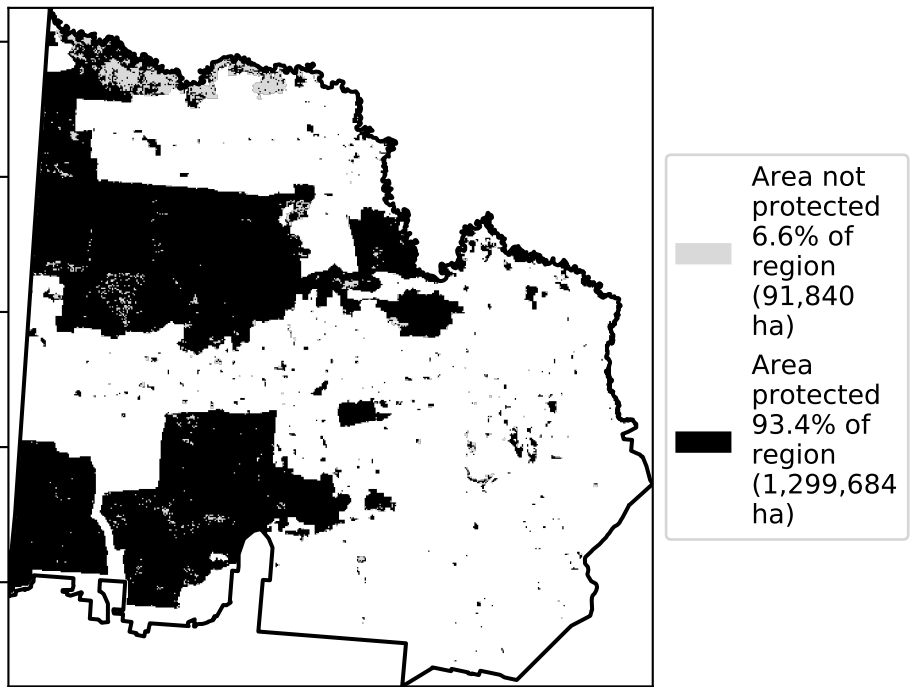 Area not
protected
6.6% of
region
(91,840
ha)
Area
protected
93.4% of
region
(1,299,684
ha)